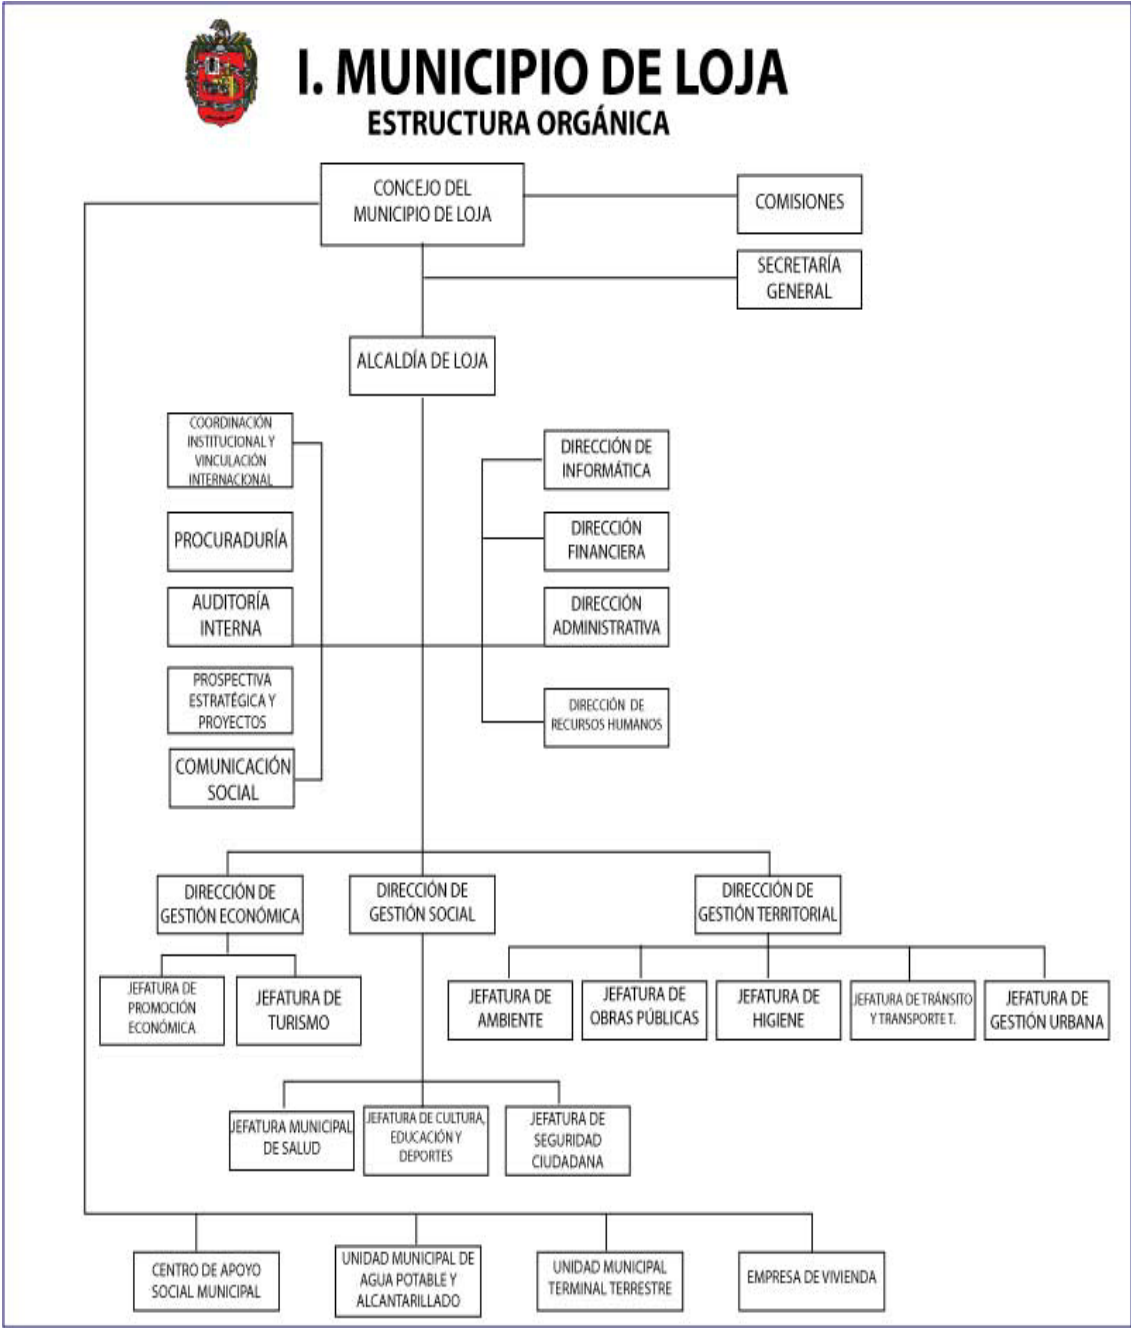 I. MUNICIPIO DE LOJA
ESTRUCTURA ORGÁNICA
CONCEJO DEL
MUNICIPIO DE LOJA
COMISIONES
SECRETARÍA
GENERAL
ALCALDÍA DE LOJA
COORDINACIÓN
INSTITUCIONAL Y
VINCULACIÓN
INTERNACIONAL
PROCURADURÍA
AUDITORÍA
INTERNA
PROSPECTIVA
ESTRATÉGICA Y
PROYECTOS
COMUNICACIÓN
SOCIAL
DIRECCIÓN DE
INFORMÁTICA
DIRECCIÓN
FINANCIERA
DIRECCIÓN
ADMINISTRATIVA
DIRECCIÓN DE
RECURSOS HUMANOS
DIRECCIÓN DE
GESTIÓN ECONÓMICA
DIRECCIÓN DE
GESTIÓN SOCIAL
DIRECCIÓN DE
GESTIÓN TERRITORIAL
JEFATURA DE
PROMOCIÓN
ECONÓMICA
JEFATURA DE
TURISMO
JEFATURA DE
AMBIENTE
JEFATURA DE
OBRAS PÚBLICAS
JEFATURA DE
HIGIENE
JEFATURA DE TRÁNSITO
Y TRANSPORTE T.
JEFATURA DE
GESTIÓN URBANA
JEFATURA MUNICIPAL
DE SALUD
JEFATURA DE CULTURA,
EDUCACIÓN Y
DEPORTES
JEFATURA DE
SEGURIDAD
CIUDADANA
CENTRO DE APOYO
SOCIAL MUNICIPAL
UNIDAD MUNICIPAL DE
AGUA POTABLE Y
ALCANTARILLADO
UNIDAD MUNICIPAL
TERMINAL TERRESTRE
EMPRESA DE VIVIENDA